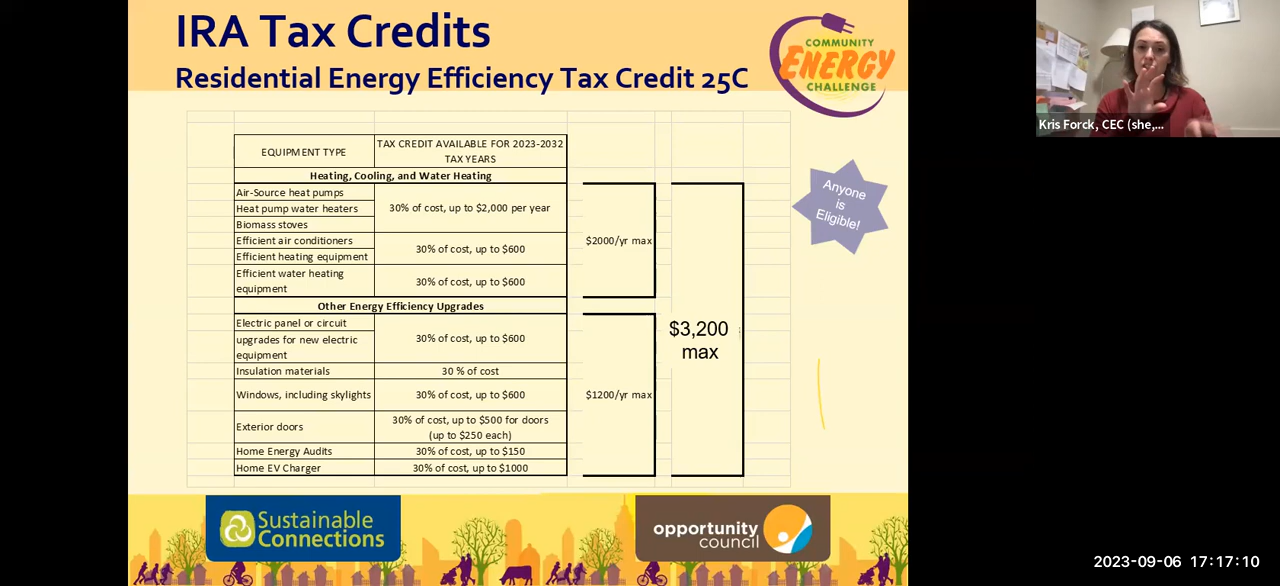 IRA Tax Credits
Residential Energy Efficiency Tax Credit 25C
COMMUNITY
ENERGY
CHALLENGE
Kris Forck, CEC (she,...
EQUIPMENT TYPE
TAX CREDIT AVAILABLE FOR 2023-2032
TAX YEARS
Heating, Cooling, and Water Heating
Air-Source heat pumps
Heat pump water heaters
30% of cost, up to $2,000 per year
Biomass stoves
Efficient air conditioners
Efficient heating equipment
30% of cost, up to $600
Efficient water heating
equipment
30% of cost, up to $600
$2000/yr max
Anyone
is
Eligible!
Other Energy Efficiency Upgrades
Electric panel or circuit
upgrades for new electric
equipment
30% of cost, up to $600
Insulation materials
30 % of cost
Windows, including skylights
30% of cost, up to $600
Exterior doors
30% of cost, up to $500 for doors
(up to $250 each)
Home Energy Audits
30% of cost, up to $150
Home EV Charger
30% of cost, up to $1000
$1200/yr max
$3,200
max
Sustainable
Connections
opportunity
council
2023-09-06 17:17:10